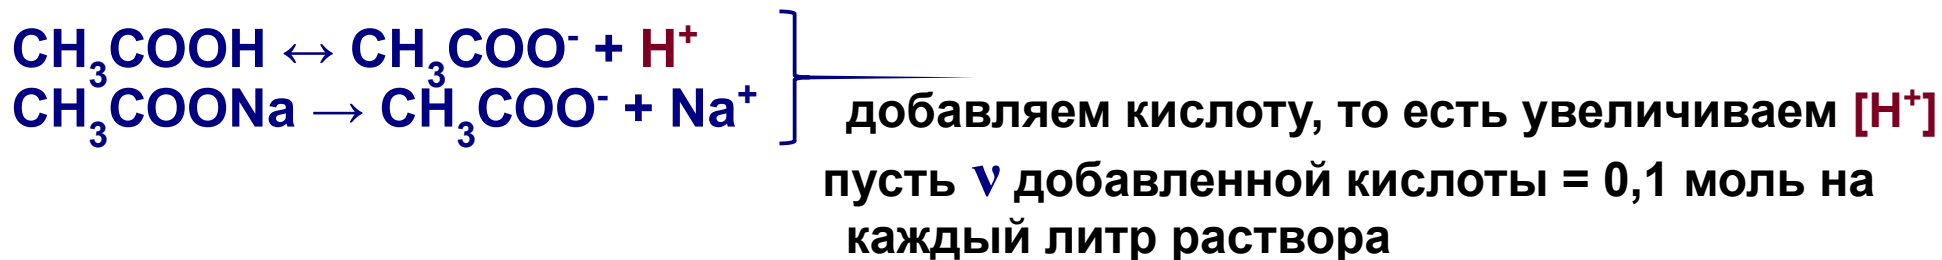 CH₃COOH ↔ CH₃COO⁻ + H⁺
CH₃COONa → CH₃COO⁻ + Na⁺
добавляем кислоту, то есть увеличиваем [H⁺]
пусть ν добавленной кислоты = 0,1 моль на
каждый литр раствора